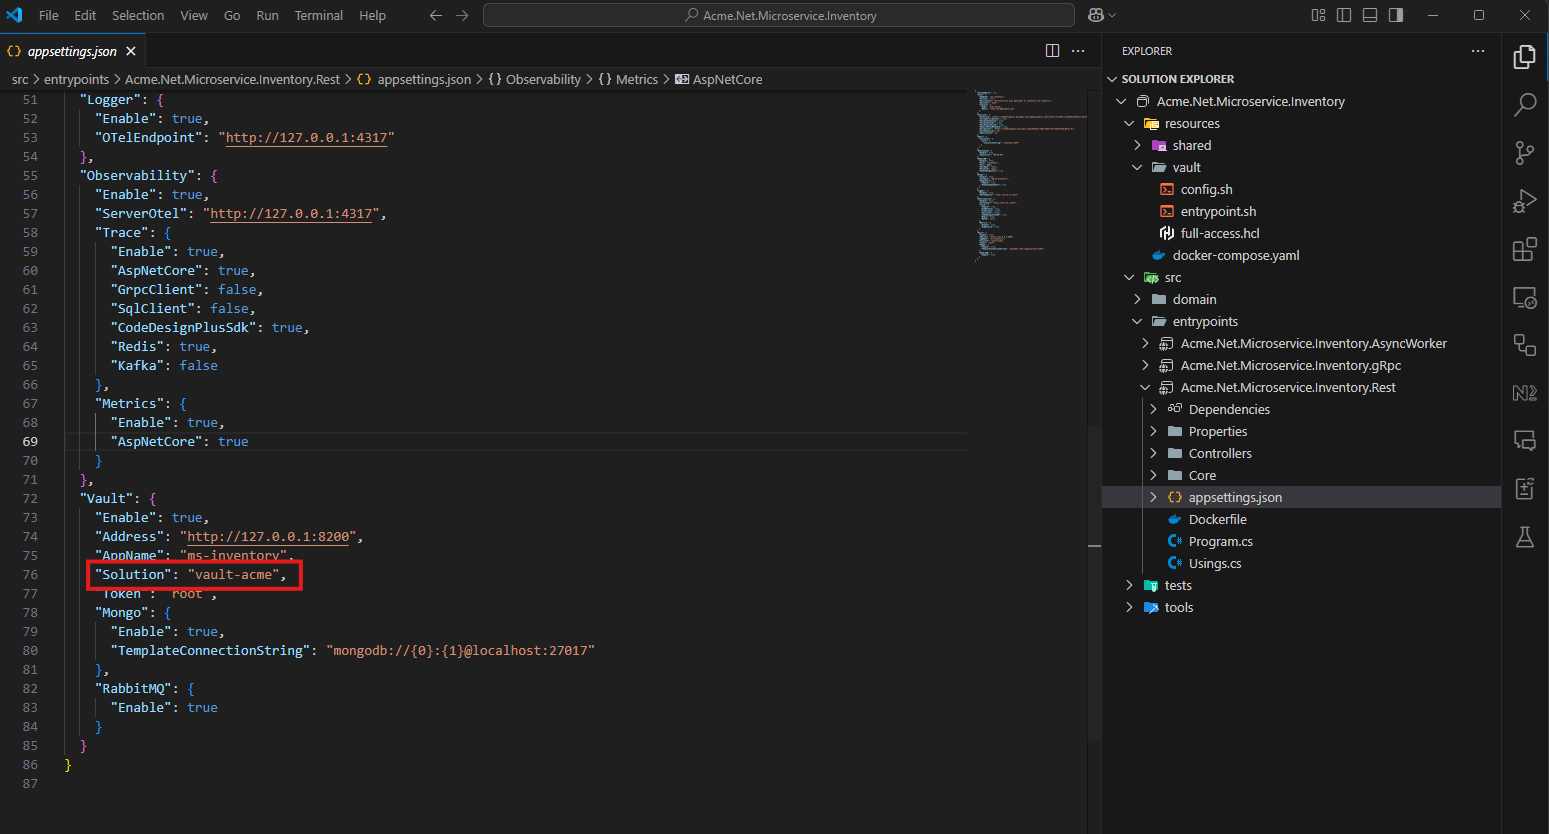 File Edit Selection View Go Run Terminal Help
Acme.Net.Microservice.Inventory
appsettings.json
src > entrypoints > Acme.Net.Microservice.Inventory.Rest > {} appsettings.json > {} Observability > {} Metrics > AspNetCore
51 "Logger": {
52 "Enable": true,
53 "OTelEndpoint": "http://127.0.0.1:4317"
54 },
55 "Observability": {
56 "Enable": true,
57 "ServerOtel": "http://127.0.0.1:4317",
58 "Trace": {
59 "Enable": true,
60 "AspNetCore": true,
61 "GrpcClient": false,
62 "SqlClient": false,
63 "CodeDesignPlusSdk": true,
64 "Redis": true,
65 "Kafka": false
66 },
67 "Metrics": {
68 "Enable": true,
69 "AspNetCore": true
70 }
71 },
72 "Vault": {
73 "Enable": true,
74 "Address": "http://127.0.0.1:8200",
75 "AppName": "ms-inventory",
76 "Solution": "vault-acme",
77 "Token": "root",
78 "Mongo": {
79 "Enable": true,
80 "TemplateConnectionString": "mongodb://{0}:{1}@localhost:27017"
81 },
82 "RabbitMQ": {
83 "Enable": true
84 }
85 }
86 }
87
EXPLORER
SOLUTION EXPLORER
Acme.Net.Microservice.Inventory
resources
shared
vault
config.sh
entrypoint.sh
full-access.hcl
docker-compose.yaml
src
domain
entrypoints
Acme.Net.Microservice.Inventory.AsyncWorker
Acme.Net.Microservice.Inventory.gRpc
Acme.Net.Microservice.Inventory.Rest
Dependencies
Properties
Controllers
Core
appsettings.json
Dockerfile
Program.cs
Usings.cs
tests
tools